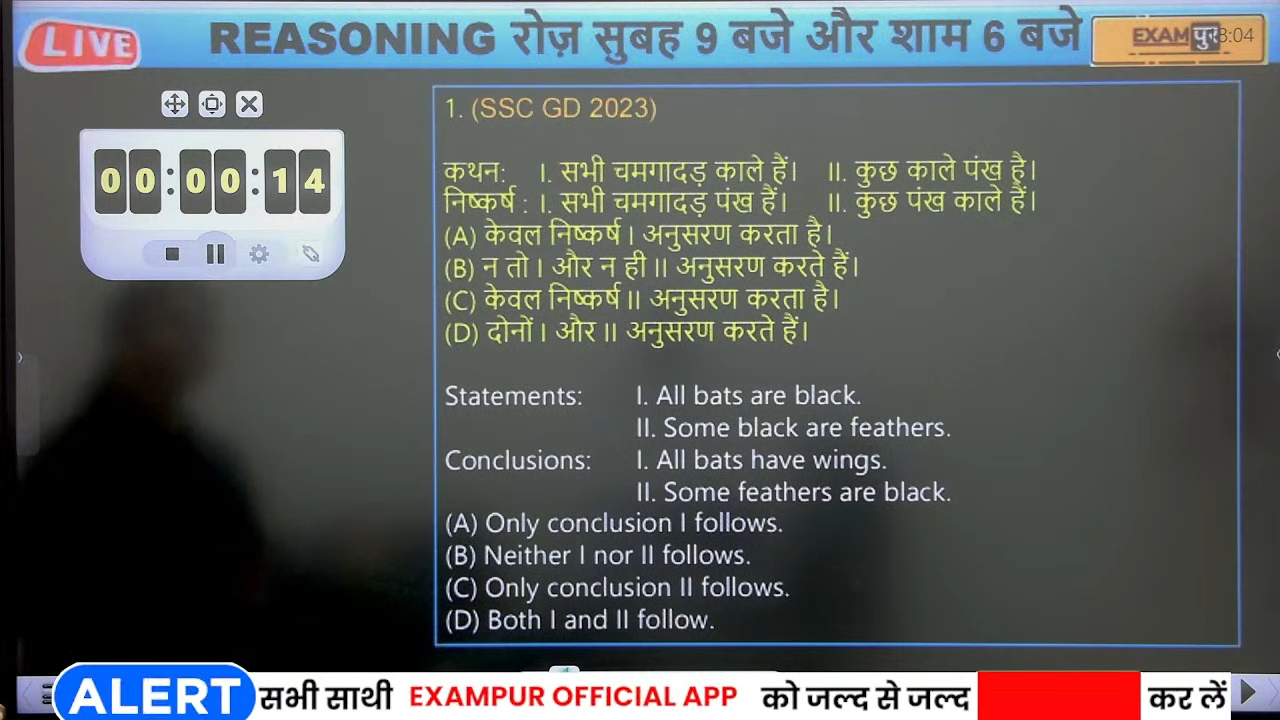 LIVE
REASONING रोज़ सुबह 9 बजे और शाम 6 बजे
EXAM पुर
:04
00:00:14
1. (SSC GD 2023)
कथन: I. सभी चमगादड़ काले हैं। II. कुछ काले पंख है।
निष्कर्ष : I. सभी चमगादड़ पंख हैं। II. कुछ पंख काले हैं।
(A) केवल निष्कर्ष I अनुसरण करता है।
(B) न तो I और न ही II अनुसरण करते हैं।
(C) केवल निष्कर्ष II अनुसरण करता है।
(D) दोनों I और II अनुसरण करते हैं।
Statements: I. All bats are black.
II. Some black are feathers.
Conclusions: I. All bats have wings.
II. Some feathers are black.
(A) Only conclusion I follows.
(B) Neither I nor II follows.
(C) Only conclusion II follows.
(D) Both I and II follow.
ALERT सभी साथी EXAMPUR OFFICIAL APP को जल्द से जल्द कर लें